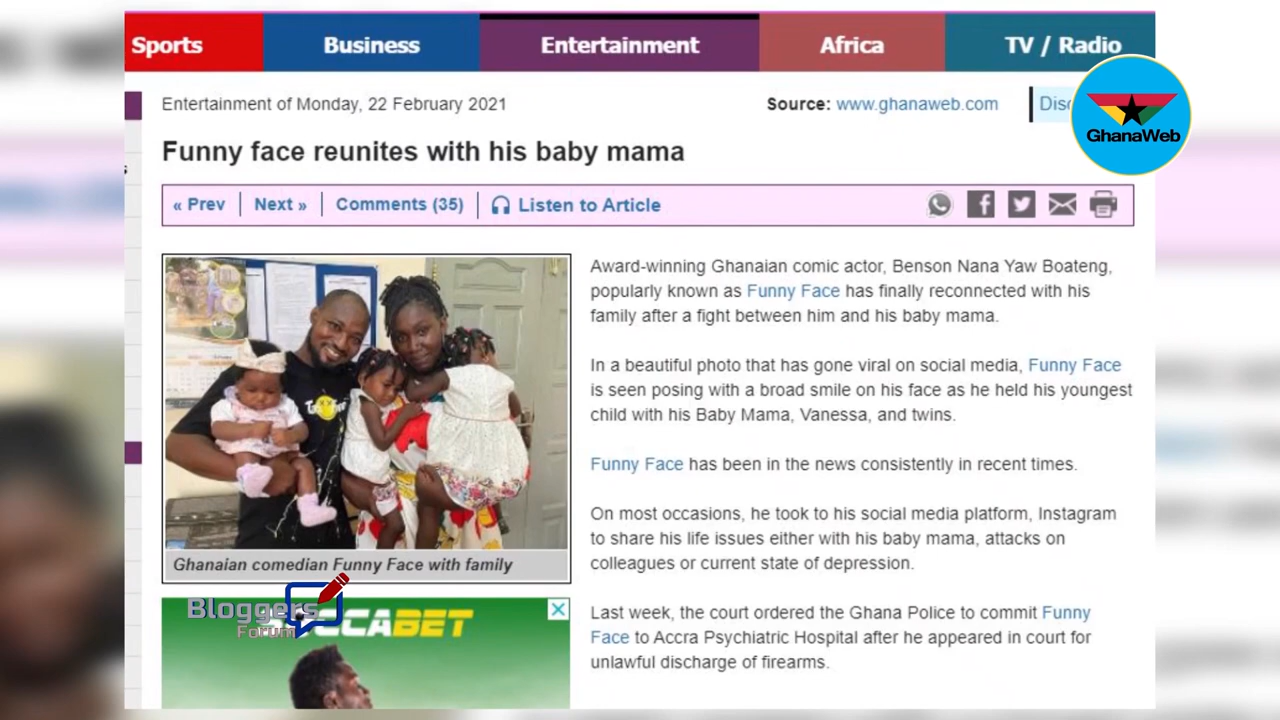 Sports
Business
Entertainment
Africa
TV / Radio
Entertainment of Monday, 22 February 2021
Source: www.ghanaweb.com
GhanaWeb
Funny face reunites with his baby mama
« Prev
Next »
Comments (35)
Listen to Article
Award-winning Ghanaian comic actor, Benson Nana Yaw Boateng,
popularly known as Funny Face has finally reconnected with his
family after a fight between him and his baby mama.
In a beautiful photo that has gone viral on social media, Funny Face
is seen posing with a broad smile on his face as he held his youngest
child with his Baby Mama, Vanessa, and twins.
Funny Face has been in the news consistently in recent times.
On most occasions, he took to his social media platform, Instagram
to share his life issues either with his baby mama, attacks on
colleagues or current state of depression.
Last week, the court ordered the Ghana Police to commit Funny
Face to Accra Psychiatric Hospital after he appeared in court for
unlawful discharge of firearms.
Ghanaian comedian Funny Face with family
Bloggers
Forum